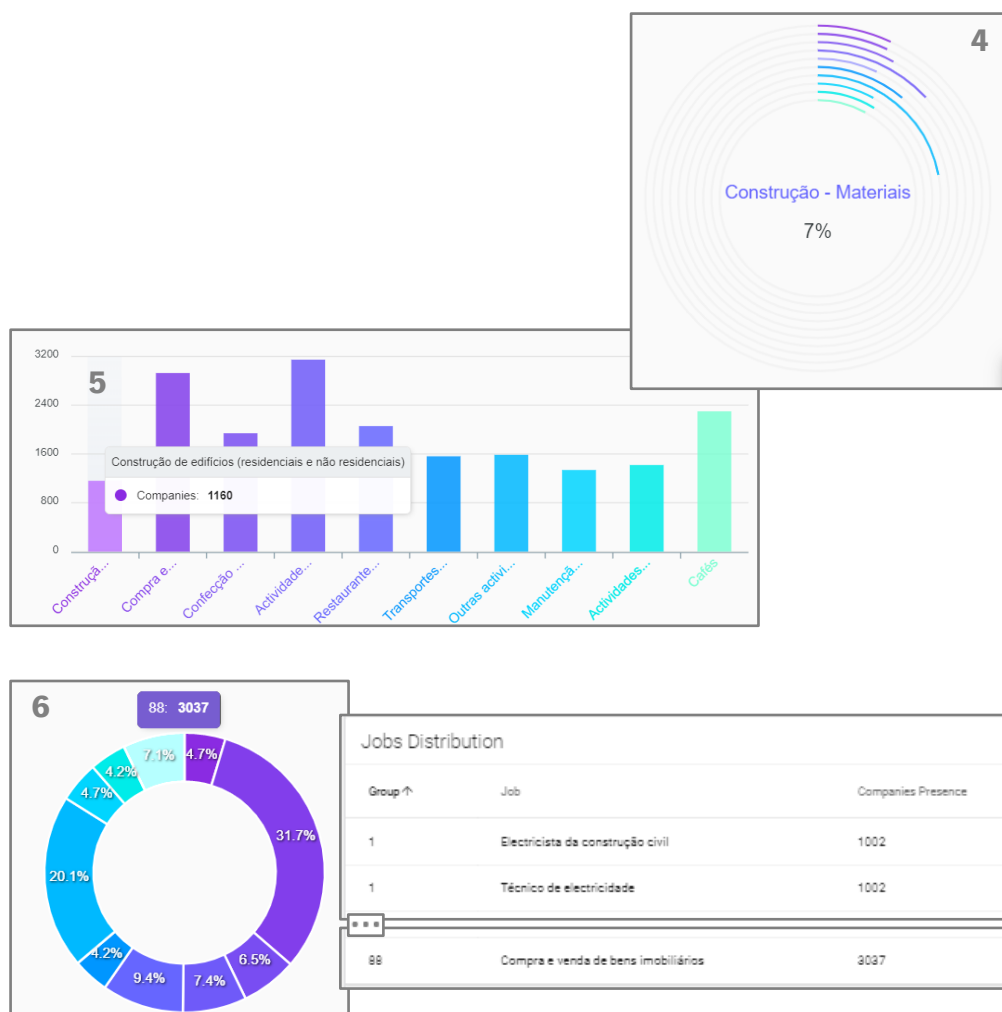 4
Construção - Materiais
7%
5
3200
2400
1600
800
0
Construção de edifícios (residenciais e não residenciais)
Companies: 1160
Construçã...
Compra e...
Confecção ...
Actividade...
Restaurante...
Transportes...
Outras activi...
Manutençã...
Actividades...
Cafés
6
88: 3037
7.1%
4.7%
4.2%
4.7%
31.7%
20.1%
4.2%
6.5%
9.4%
7.4%
Jobs Distribution
Group↑ Job Companies Presence
1 Electricista da construção civil 1002
1 Técnico de electricidade 1002
88 Compra e venda de bens imobiliários 3037